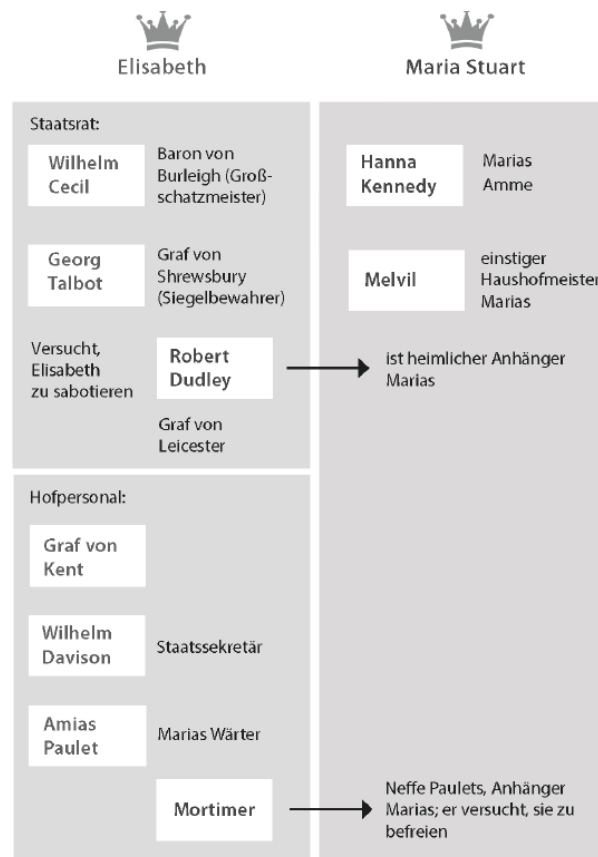 Elisabeth
Maria Stuart
Staatsrat:
Wilhelm
Cecil
Baron von
Burleigh (Groß-
schatzmeister)
Hanna
Kennedy
Marias
Amme
Georg
Talbot
Graf von
Shrewsbury
(Siegelbewahrer)
Melvil
einstiger
Haushofmeister
Marias
Versucht,
Elisabeth
zu sabotieren
Robert
Dudley
ist heimlicher Anhänger
Marias
Graf von
Leicester
Hofpersonal:
Graf von
Kent
Wilhelm
Davison
Staatssekretär
Amias
Paulet
Marias Wärter
Mortimer
Neffe Paulets, Anhänger
Marias; er versucht, sie zu
befreien